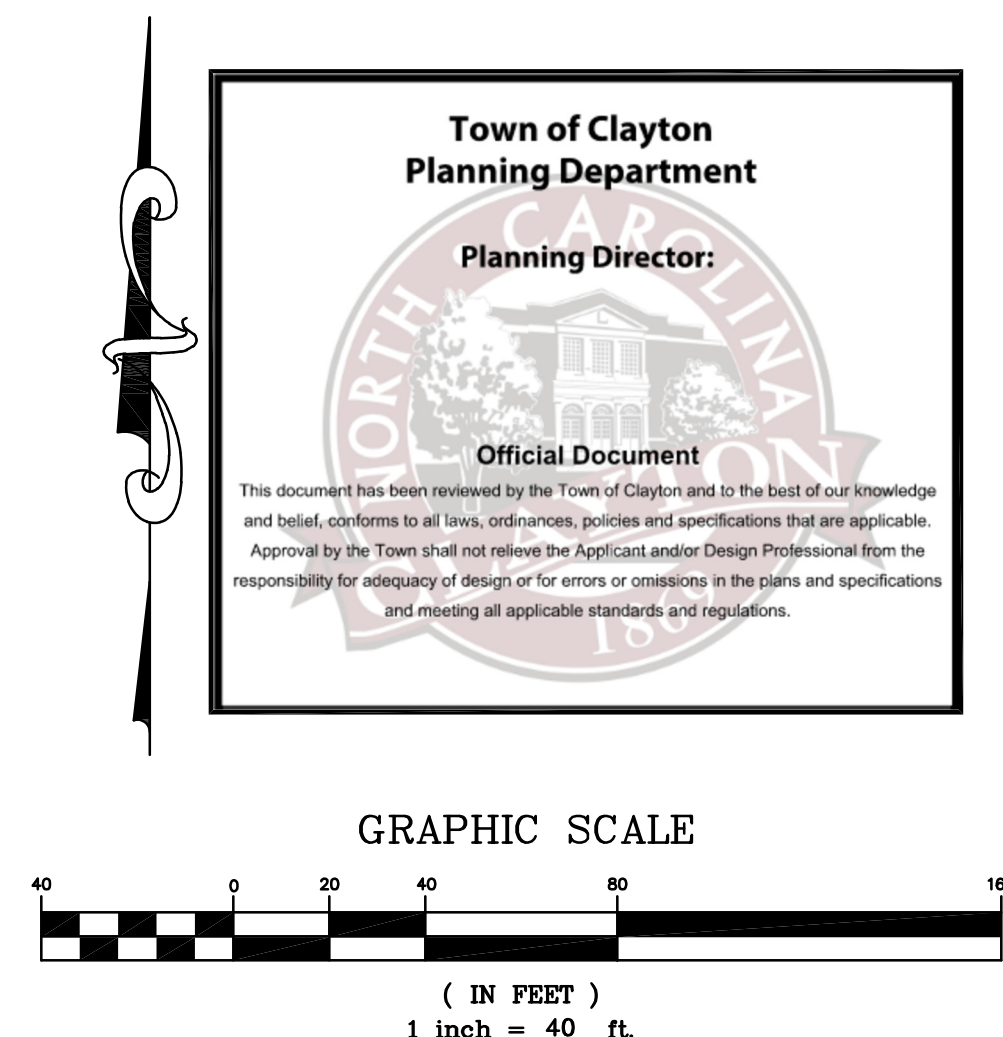 Town of Clayton
Planning Department
Planning Director:
NORTH CAROLINA
CLAYTON
1869
Official Document
This document has been reviewed by the Town of Clayton and to the best of our knowledge
and belief, conforms to all laws, ordinances, policies and specifications that are applicable.
Approval by the Town shall not relieve the Applicant and/or Design Professional from the
responsibility for adequacy of design or for errors or omissions in the plans and specifications
and meeting all applicable standards and regulations.
GRAPHIC SCALE
40 0 20 40 80
( IN FEET )
1 inch = 40 ft.